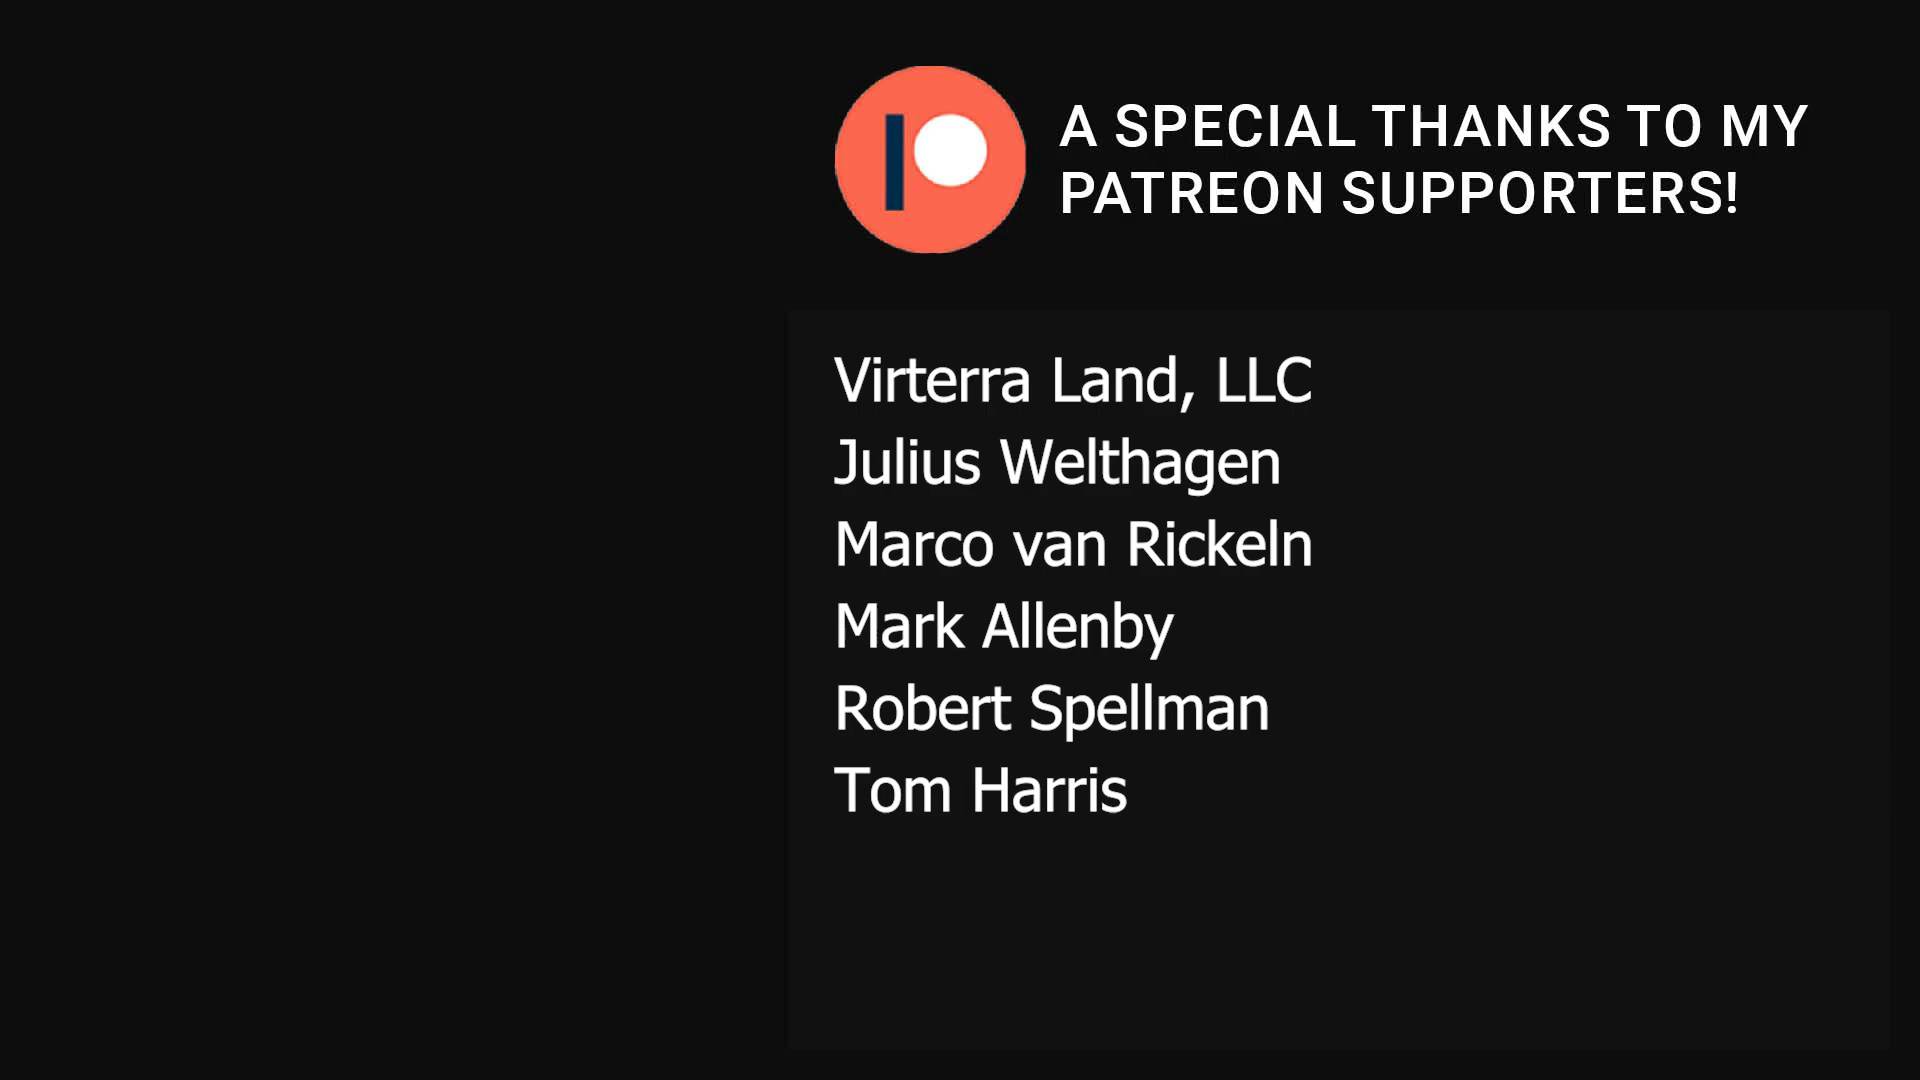 A SPECIAL THANKS TO MY
PATREON SUPPORTERS!
Virterra Land, LLC
Julius Welthagen
Marco van Rickeln
Mark Allenby
Robert Spellman
Tom Harris